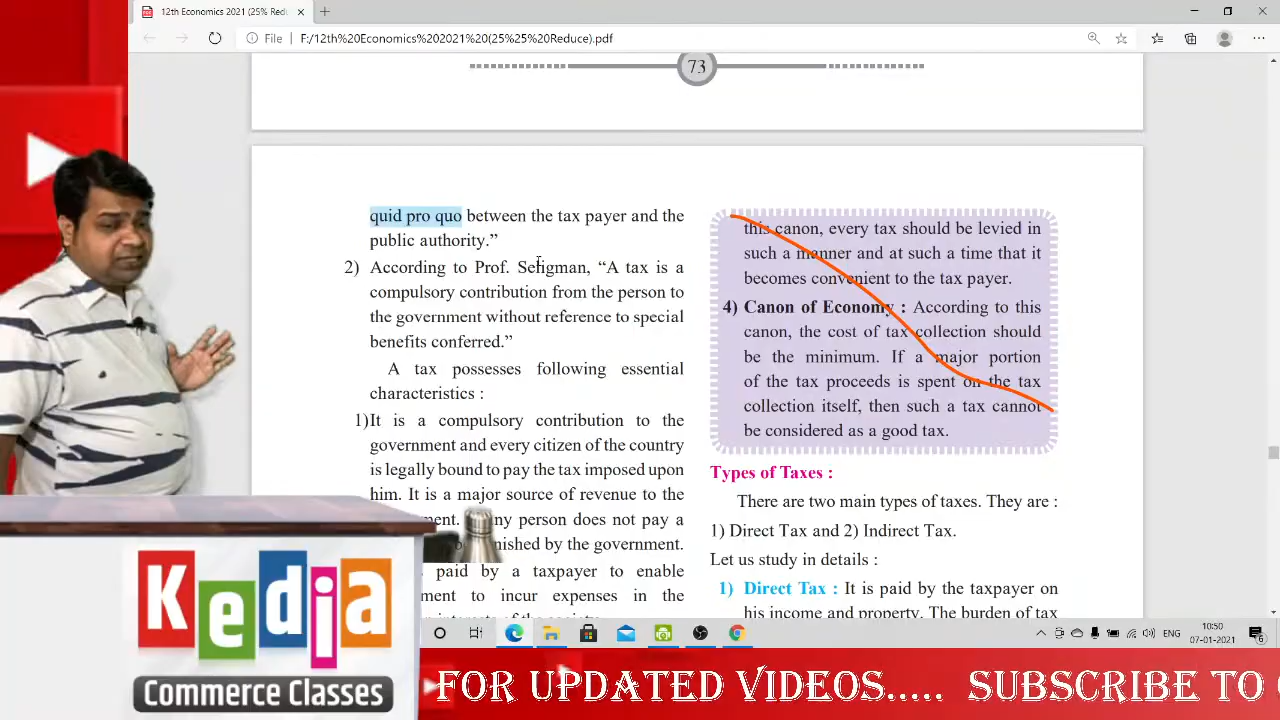 12th Economics 2021 (25% Redu
File | F:/12th%20Economics%202021%20(25%25%20Reduce).pdf
73
quid pro quo between the tax payer and the
public authority.”
2) According to Prof. Seligman, “A tax is a
compulsory contribution from the person to
the government without reference to special
benefits conferred.”
A tax possesses following essential
characteristics :
1) It is a compulsory contribution to the
government and every citizen of the country
is legally bound to pay the tax imposed upon
him. It is a major source of revenue to the
ment. any person does not pay a
nished by the government.
paid by a taxpayer to enable
ment to incur expenses in the
this canon, every tax should be levied in
such a manner and at such a time that it
becomes convenient to the tax payer.
4) Canon of Economy : According to this
canon, the cost of tax collection should
be the minimum. If a major portion
of the tax proceeds is spent on the tax
collection itself, then such a tax cannot
be considered as a good tax.
Types of Taxes :
There are two main types of taxes. They are :
1) Direct Tax and 2) Indirect Tax.
Let us study in details :
1) Direct Tax : It is paid by the taxpayer on
his income and property. The burden of tax
10:50
07-01-2021
Kedia
Commerce Classes
FOR UPDATED VIDEOS..... SUBSCRIBE TO